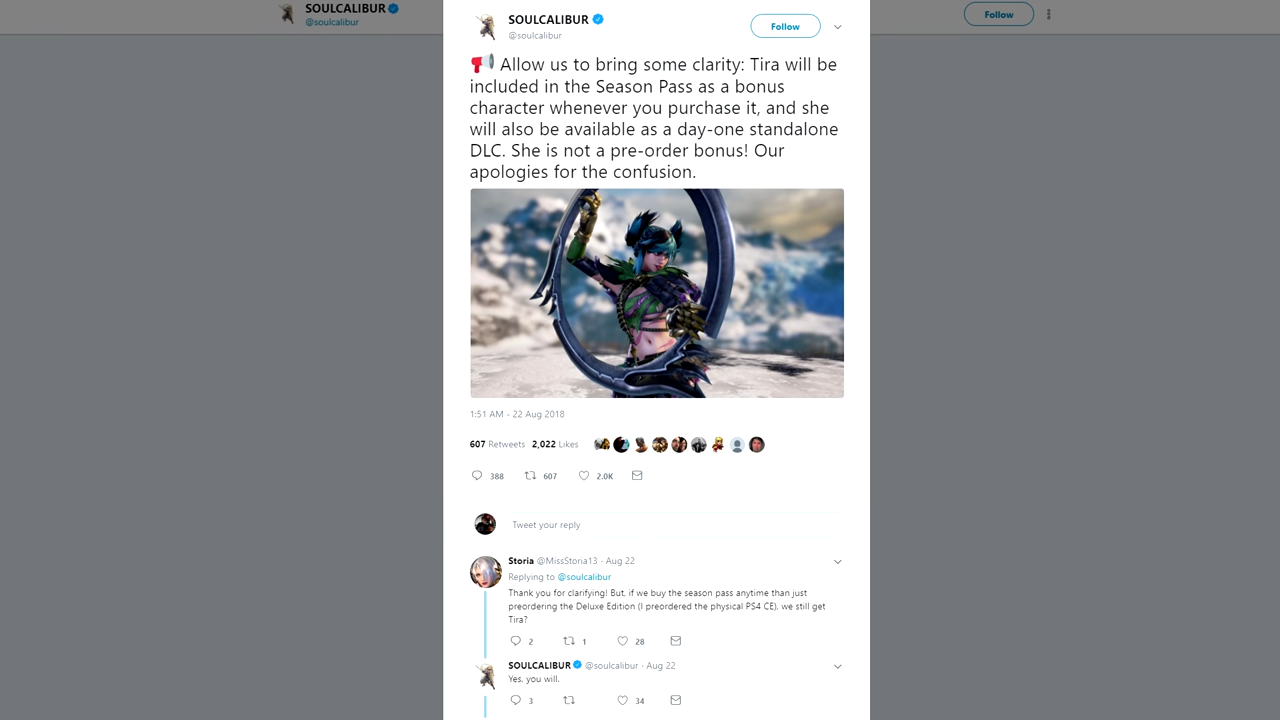 SOULCALIBUR
@soulcalibur
Follow
SOULCALIBUR
@soulcalibur
Follow
Allow us to bring some clarity: Tira will be
included in the Season Pass as a bonus
character whenever you purchase it, and she
will also be available as a day-one standalone
DLC. She is not a pre-order bonus! Our
apologies for the confusion.
1:51 AM - 22 Aug 2018
607 Retweets 2,022 Likes
388 607 2.0K
Tweet your reply
Storia @MissStoria13 · Aug 22
Replying to @soulcalibur
Thank you for clarifying! But, if we buy the season pass anytime than just
preordering the Deluxe Edition (I preordered the physical PS4 CE), we still get
Tira?
2 1 28
SOULCALIBUR @soulcalibur · Aug 22
Yes, you will.
3 34